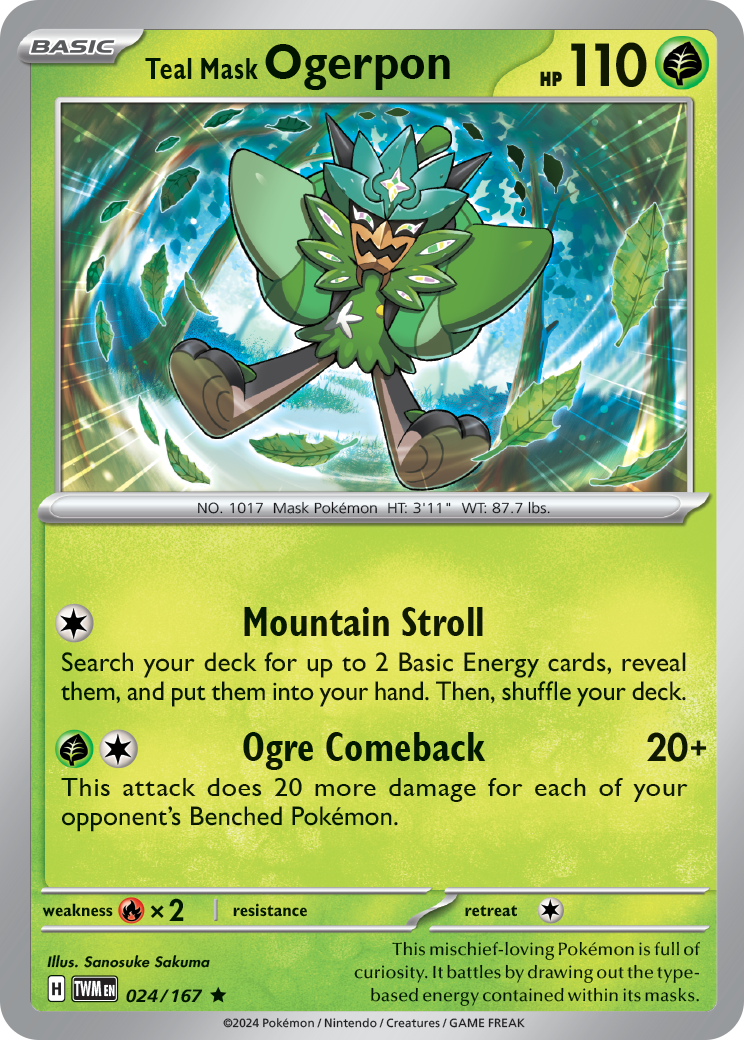 BASIC
Teal Mask Ogerpon HP 110
NO. 1017 Mask Pokémon HT: 3'11" WT: 87.7 lbs.
Mountain Stroll
Search your deck for up to 2 Basic Energy cards, reveal
them, and put them into your hand. Then, shuffle your deck.
Ogre Comeback 20+
This attack does 20 more damage for each of your
opponent's Benched Pokémon.
weakness ×2 resistance retreat
Illus. Sanosuke Sakuma
H TWM EN 024/167 ★
This mischief-loving Pokémon is full of
curiosity. It battles by drawing out the type-
based energy contained within its masks.
©2024 Pokémon / Nintendo / Creatures / GAME FREAK